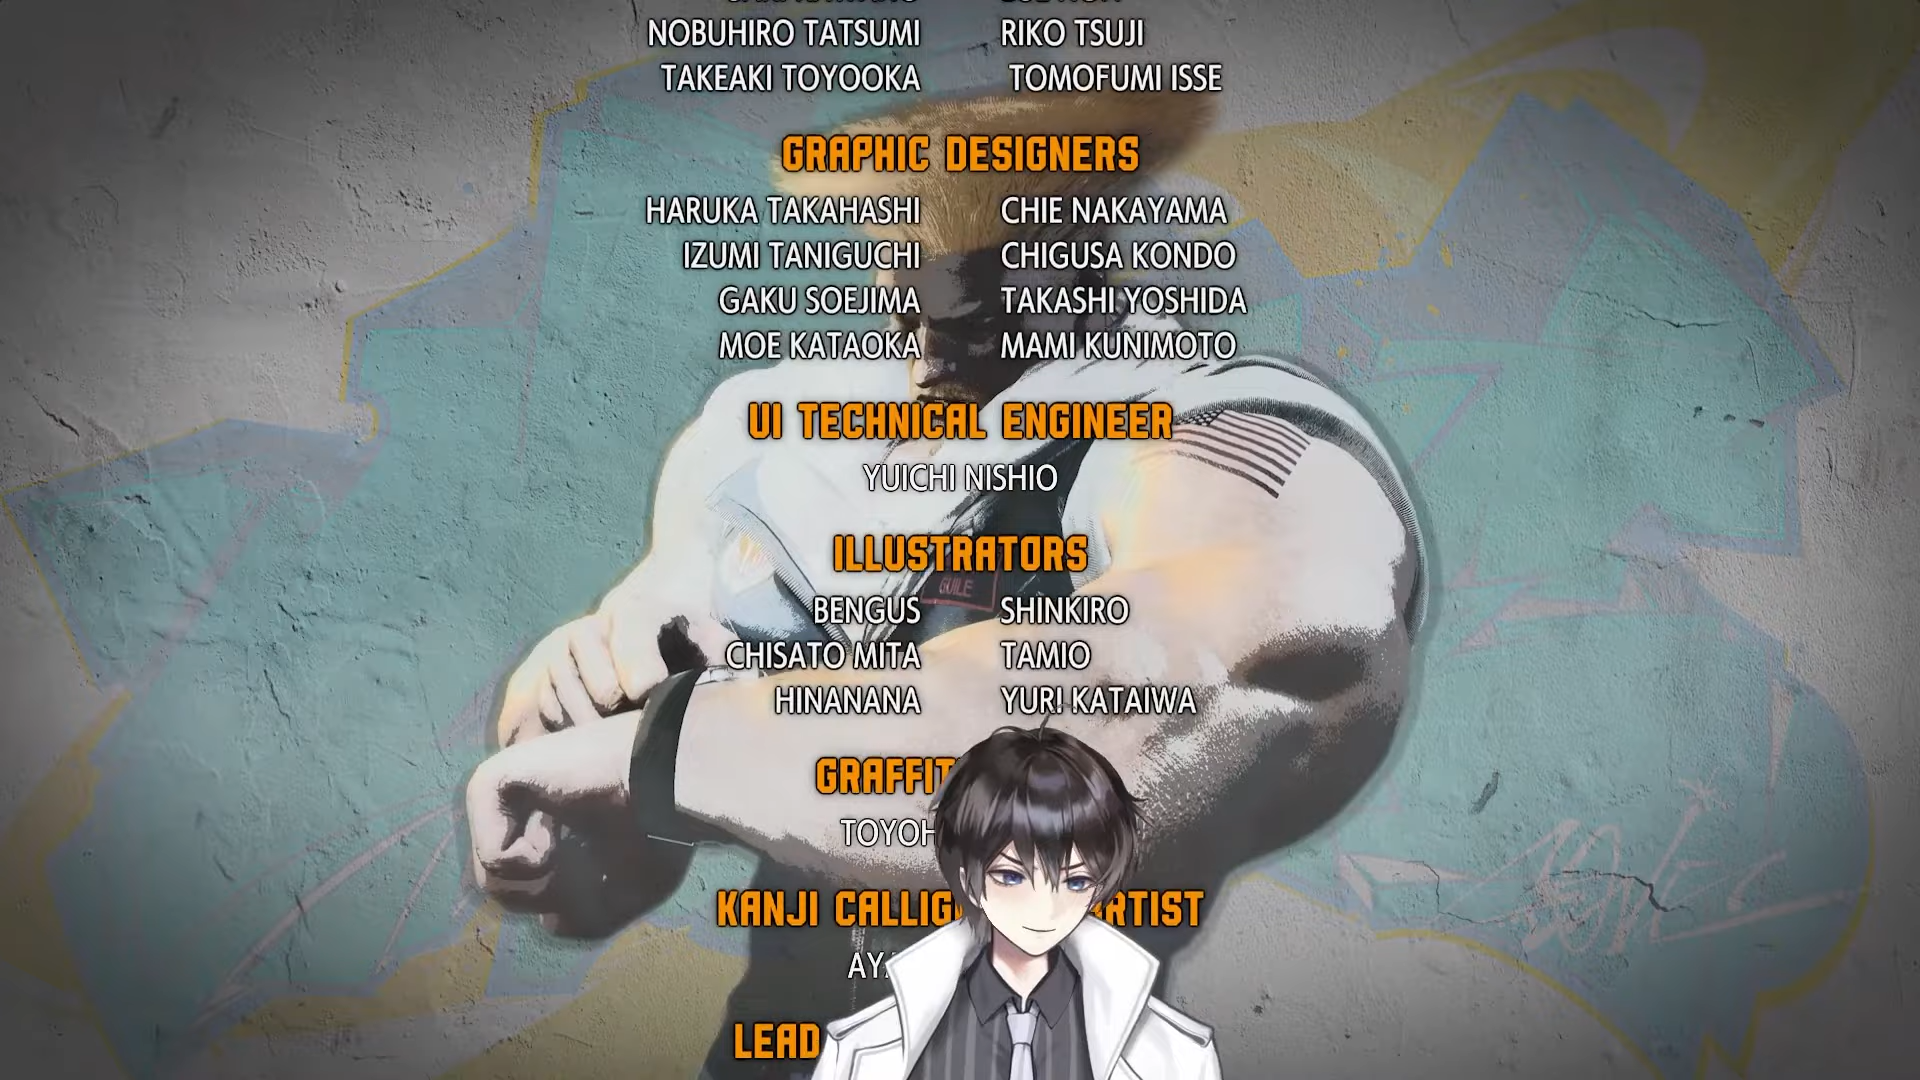 NOBUHIRO TATSUMI RIKO TSUJI
TAKEAKI TOYOOKA TOMOFUMI ISSE
GRAPHIC DESIGNERS
HARUKA TAKAHASHI CHIE NAKAYAMA
IZUMI TANIGUCHI CHIGUSA KONDO
GAKU SOEJIMA TAKASHI YOSHIDA
MOE KATAOKA MAMI KUNIMOTO
UI TECHNICAL ENGINEER
YUICHI NISHIO
ILLUSTRATORS
GUILE
BENGUS SHINKIRO
CHISATO MITA TAMIO
HINANANA YURI KATAIWA
KANJI ARTIST
LEAD